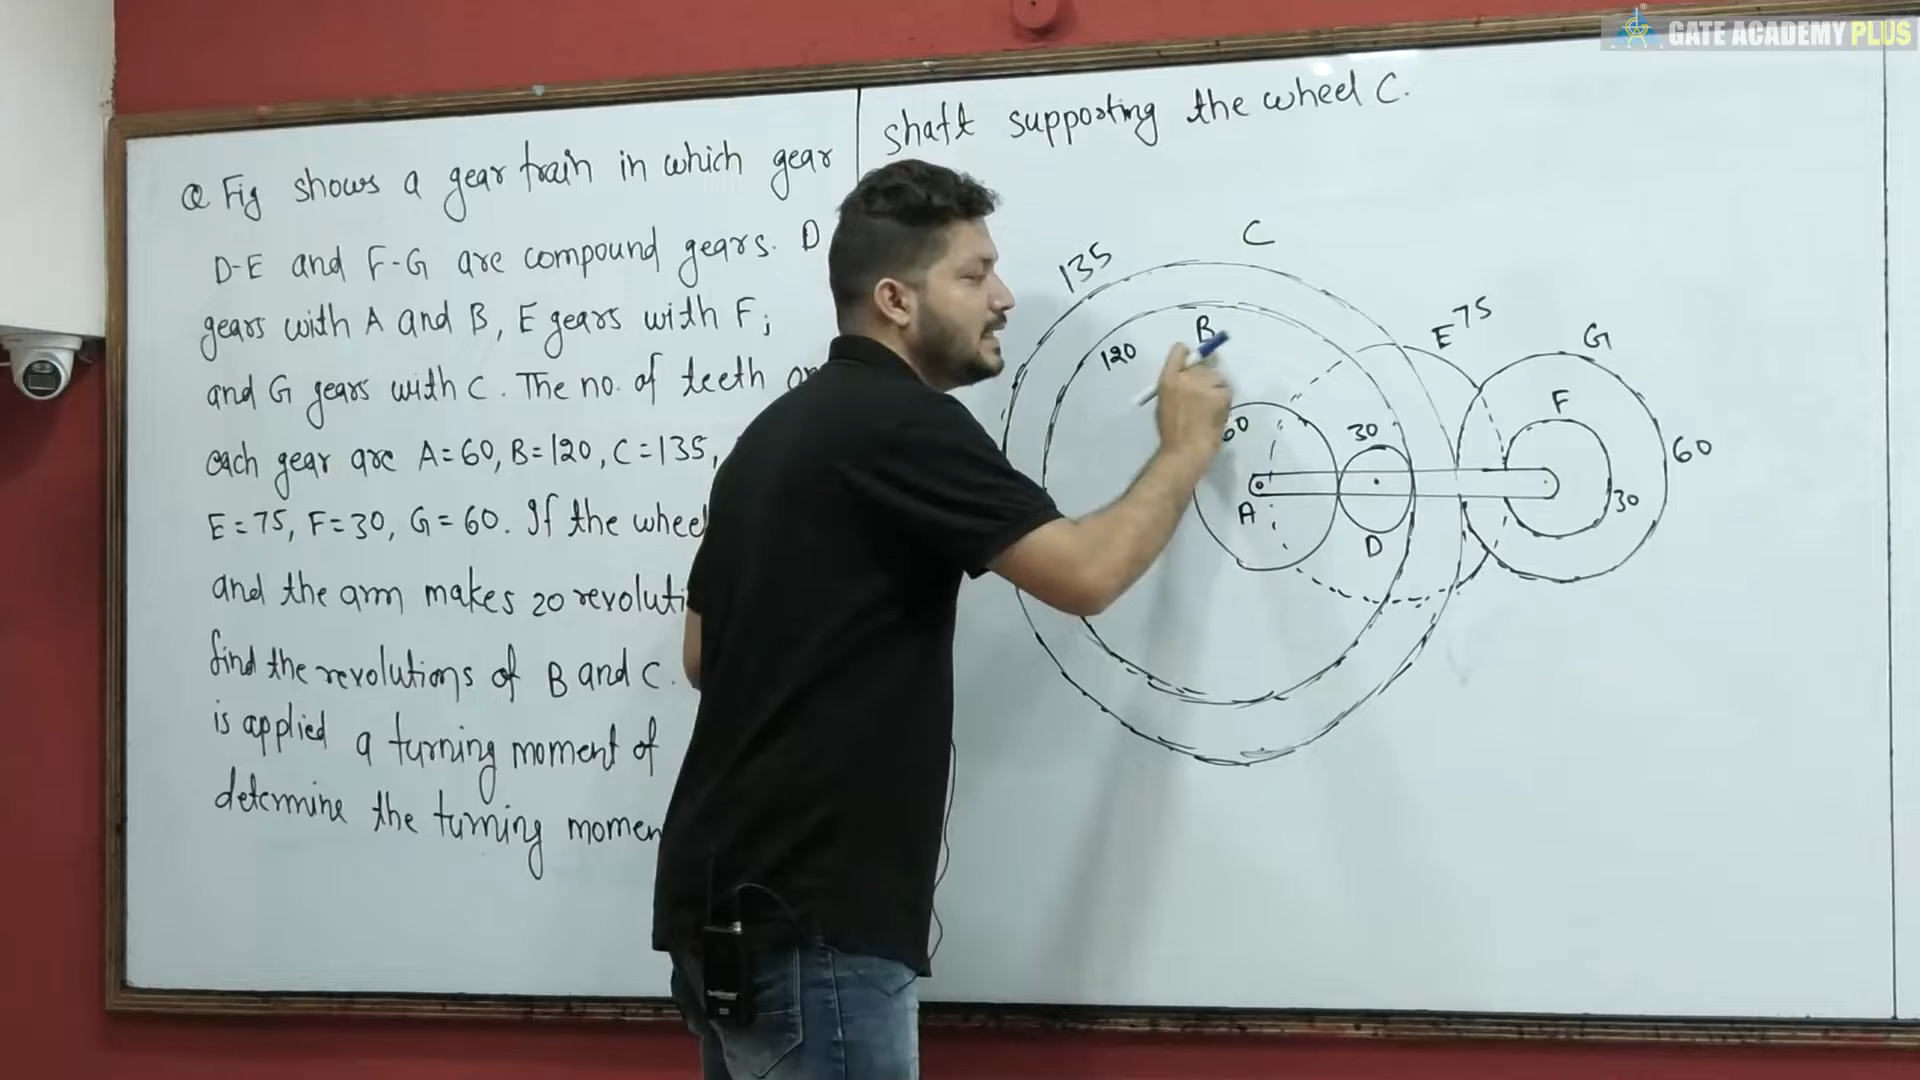 Q Fig shows a gear train in which gear
D-E and F-G are compound gears. D
gears with A and B, E gears with F;
and G gears with C. The no. of teeth on
each gear are A=60, B=120, C=135,
E=75, F=30, G=60. If the wheel
and the arm makes 20 revoluti
find the revolutions of B and C.
is applied a turning moment of
determine the turning momen
shaft supporting the wheel C.
C
135
E 75
G
B
120
F
60
30
60
A
30
D
GATE ACADEMY PLUS